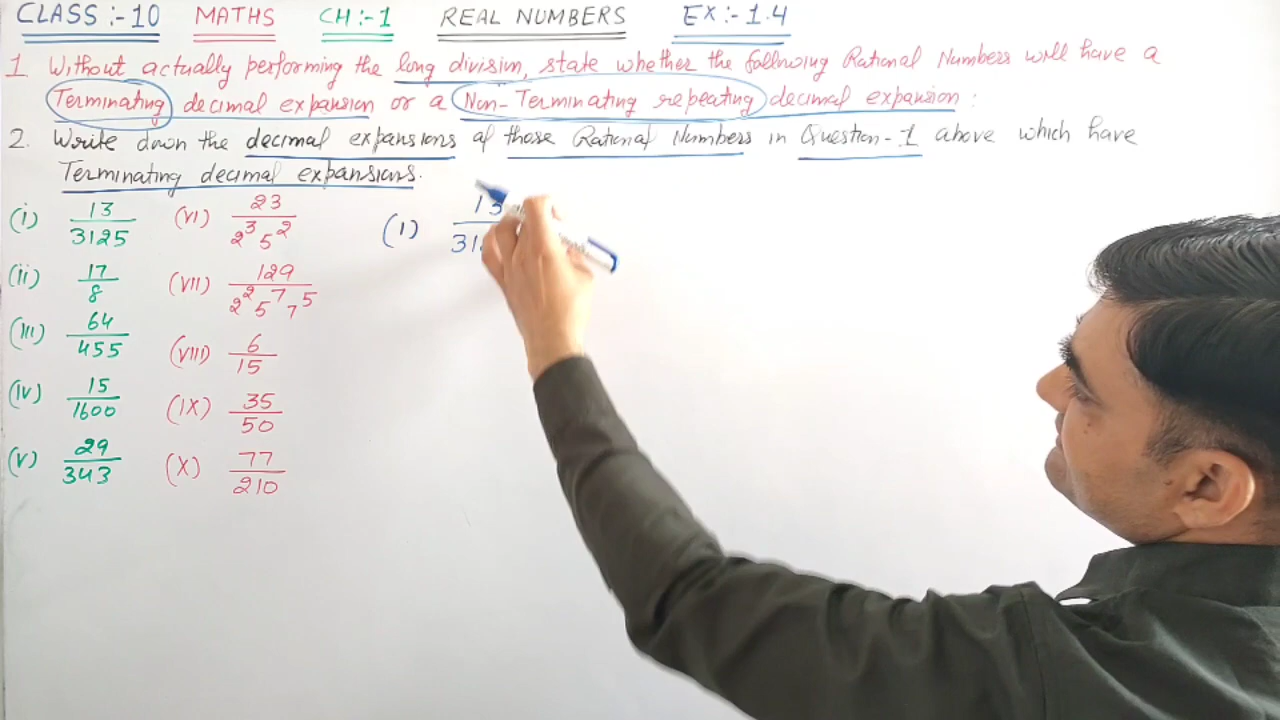 CLASS :- 10 MATHS CH :- 1 REAL NUMBERS EX :- 1.4
1 Without actually performing the long division, state whether the following Rational Numbers will have a
Terminating decimal expansion or a Non-Terminating repeating decimal expansion :
2. Write down the decimal expansions of those Rational Numbers in Question-1 above which have
Terminating decimal expansions.
(i) 13/3125 (VI) 23/2³5² (1) 13
(ii) 17/8 (VII) 129/2²5⁷7⁵
(III) 64/455 (VIII) 6/15
(IV) 15/1600 (IX) 35/50
(V) 29/343 (X) 77/210